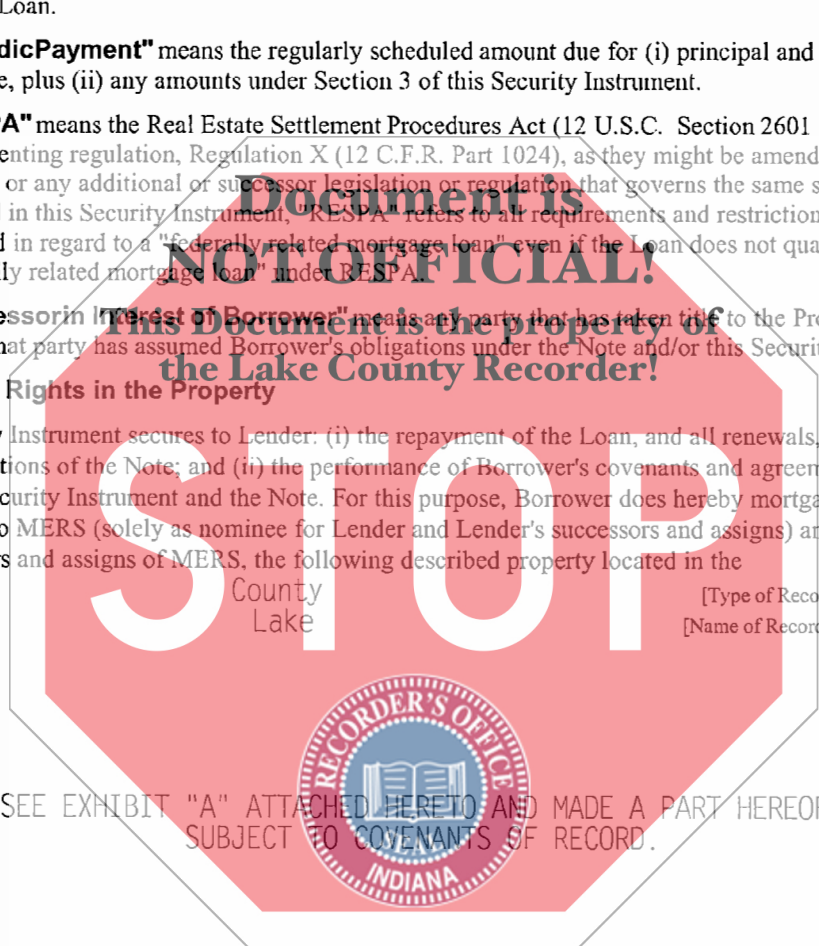 Loan.
dicPayment" means the regularly scheduled amount due for (i) principal and
e, plus (ii) any amounts under Section 3 of this Security Instrument.
A" means the Real Estate Settlement Procedures Act (12 U.S.C. Section 2601
enting regulation, Regulation X (12 C.F.R. Part 1024), as they might be amend
or any additional or successor legislation or regulation that governs the same s
Document is
in this Security Instrument, "RESPA" refers to all requirements and restriction
d in regard to a "federally related mortgage loan" even if the Loan does not qua
NOT OFFICIAL!
ly related mortgage loan" under RESPA.
essorin Interest of Borrower" means any party that has taken title to the Pro
This Document is the property of
hat party has assumed Borrower's obligations under the Note and/or this Securit
the Lake County Recorder!
Rights in the Property
y Instrument secures to Lender: (i) the repayment of the Loan, and all renewals,
tions of the Note; and (ii) the performance of Borrower's covenants and agreem
curity Instrument and the Note. For this purpose, Borrower does hereby mortga
o MERS (solely as nominee for Lender and Lender's successors and assigns) an
s and assigns of MERS, the following described property located in the
STOP
County [Type of Reco
Lake [Name of Record
RECORDER'S OFFICE
SEE EXHIBIT "A" ATTACHED HERETO AND MADE A PART HEREOF
SUBJECT TO COVENANTS OF RECORD.
SEAL
INDIANA